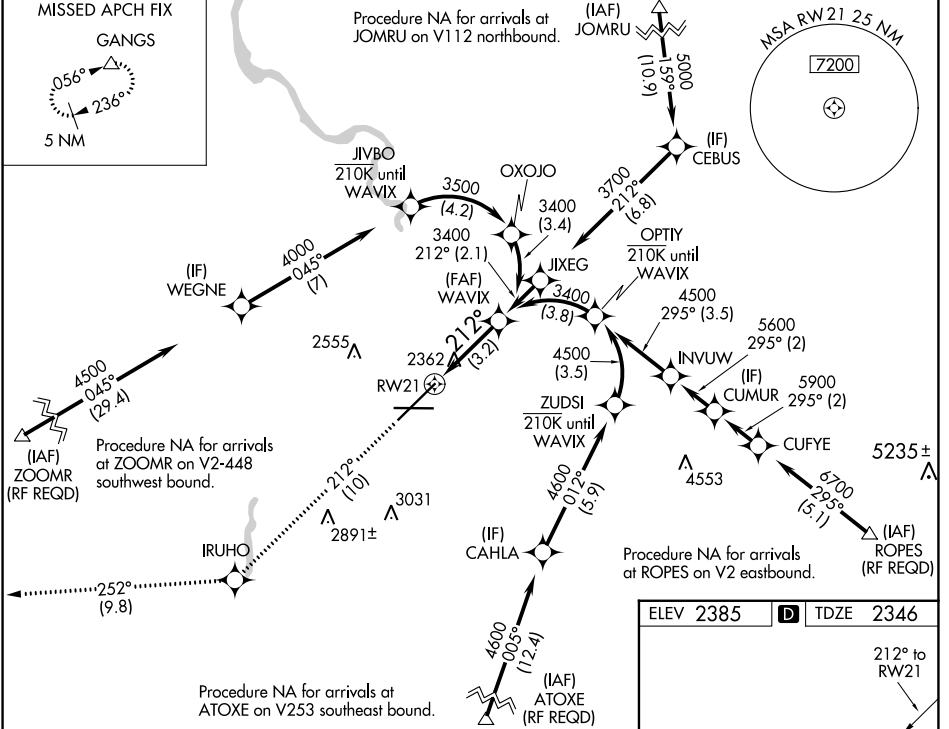 MISSED APCH FIX
GANGS
056°
236°
5 NM
Procedure NA for arrivals at
JOMRU on V112 northbound.
(IAF)
JOMRU
5000
159°
(10.9)
MSA RW21 25 NM
7200
(IF)
CEBUS
3700
212°
(6.8)
JIVBO
210K until
WAVIX
3500
(4.2)
OXOJO
3400
(3.4)
3400
212° (2.1)
JIXEG
OPTIY
210K until
WAVIX
(FAF)
WAVIX
3400
(3.8)
4500
295° (3.5)
4000
045°
(7)
(IF)
WEGNE
212°
(3.2)
2555
2362
RW21
4500
(3.5)
INVUW
5600
295° (2)
(IF)
CUMUR
5900
295° (2)
CUFYE
ZUDSI
210K until
WAVIX
4500
045°
(29.4)
(IAF)
ZOOMR
(RF REQD)
Procedure NA for arrivals
at ZOOMR on V2-448
southwest bound.
4553
5235±
6700
295°
(5.1)
(IAF)
ROPES
(RF REQD)
212°
(10)
3031
2891±
4600
012°
(5.9)
(IF)
CAHLA
Procedure NA for arrivals
at ROPES on V2 eastbound.
IRUHO
252°
(9.8)
4600
005°
(12.4)
(IAF)
ATOXE
(RF REQD)
Procedure NA for arrivals at
ATOXE on V253 southeast bound.
ELEV 2385 D TDZE 2346
212° to
RW21